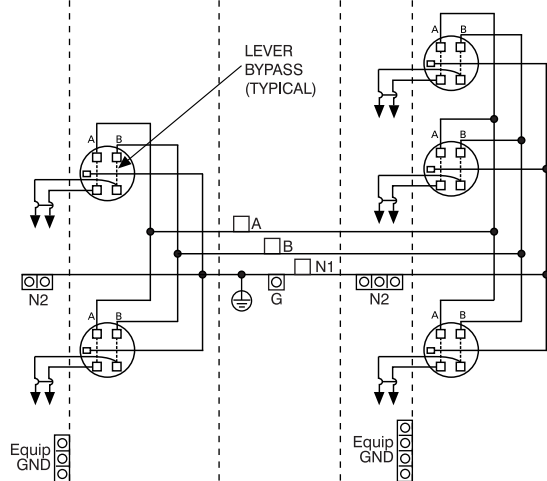 A B
LEVER
BYPASS
(TYPICAL)
A B
A B
A
B
N1
N2
G
N2
A B
A B
Equip
GND
Equip
GND